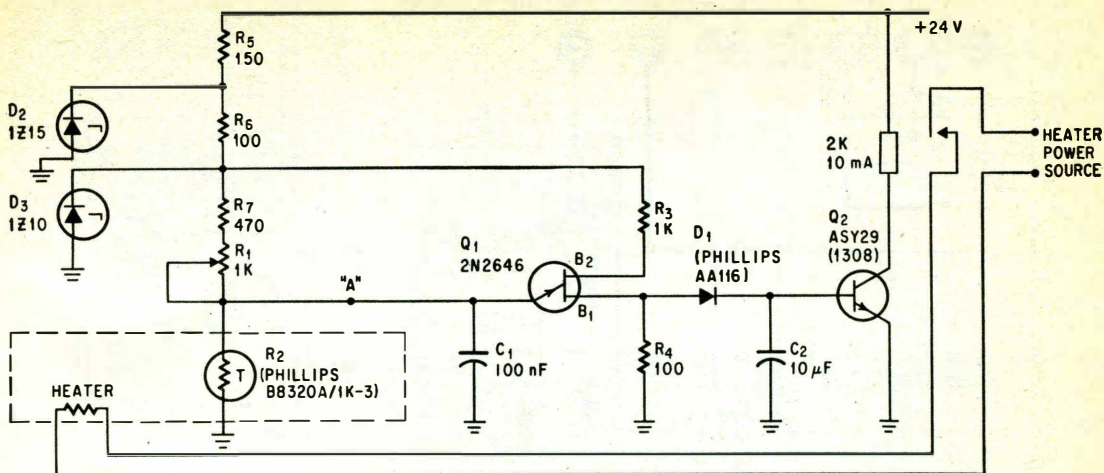 +24 V
R5
150
D2
1Z15
R6
100
HEATER
POWER
SOURCE
2K
10 mA
D3
1Z10
R7
470
R3
1K
Q2
ASY29
(1308)
R1
1K
Q1
2N2646
B2
D1
(PHILLIPS
AA116)
"A"
B1
R2
(PHILLIPS
B8320A/1K-3)
T
C1
100 nF
R4
100
C2
10 µF
HEATER